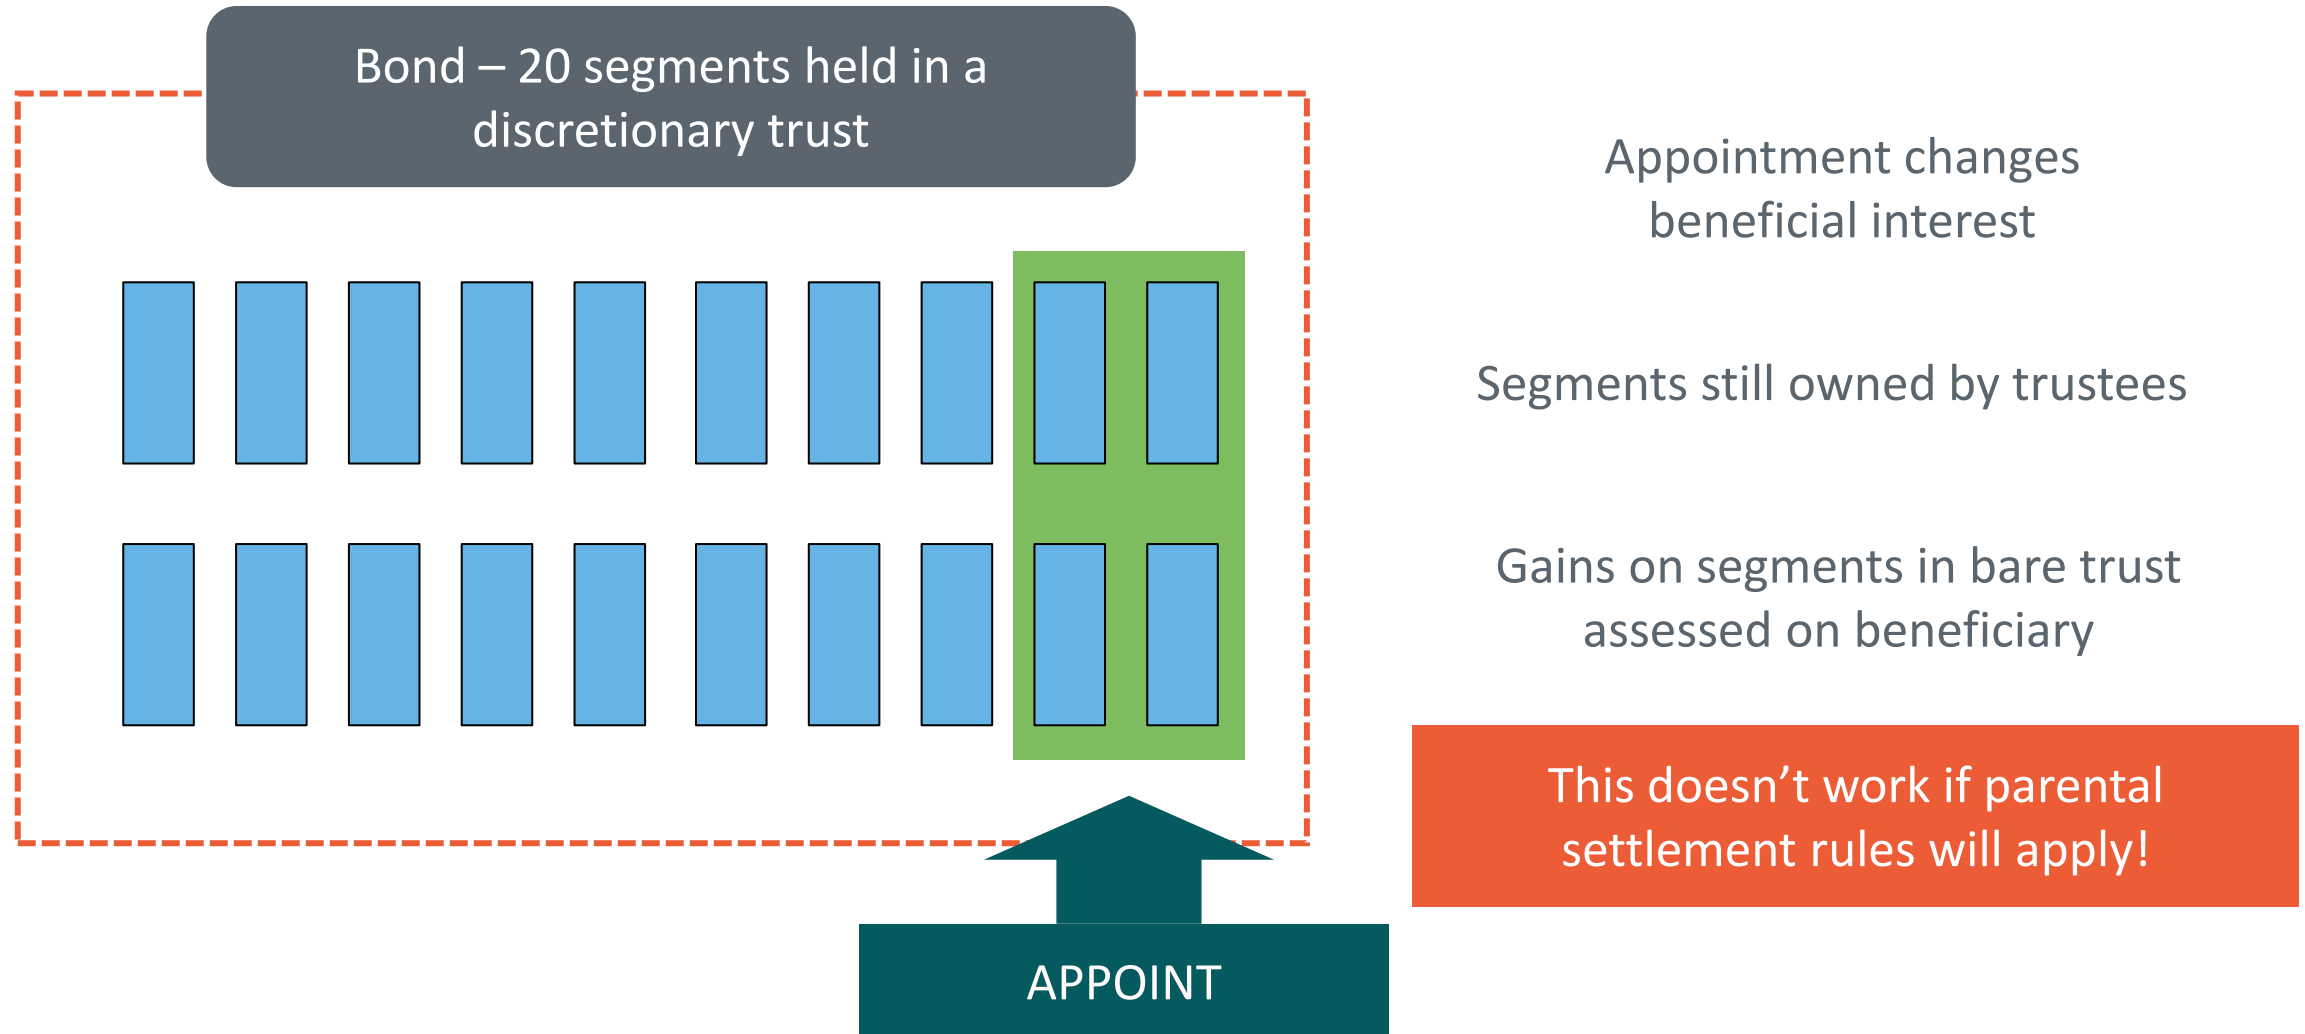 Bond – 20 segments held in a
discretionary trust
Appointment changes
beneficial interest
Segments still owned by trustees
Gains on segments in bare trust
assessed on beneficiary
This doesn’t work if parental
settlement rules will apply!
APPOINT